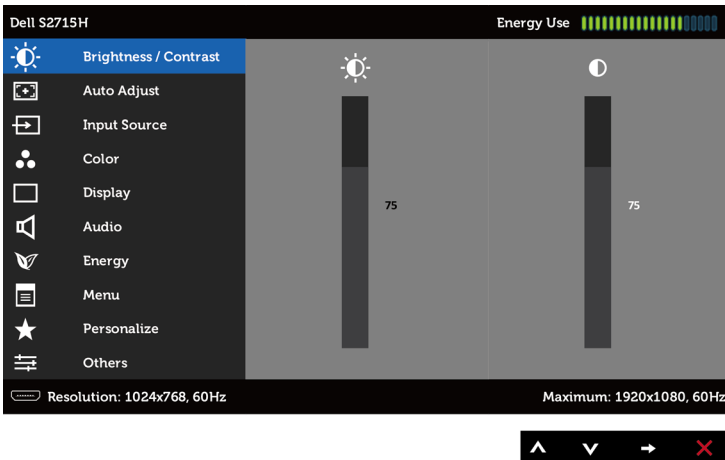 Dell S2715H
Energy Use
Brightness / Contrast
Auto Adjust
Input Source
Color
Display
Audio
Energy
Menu
Personalize
Others
75
75
Resolution: 1024x768, 60Hz
Maximum: 1920x1080, 60Hz